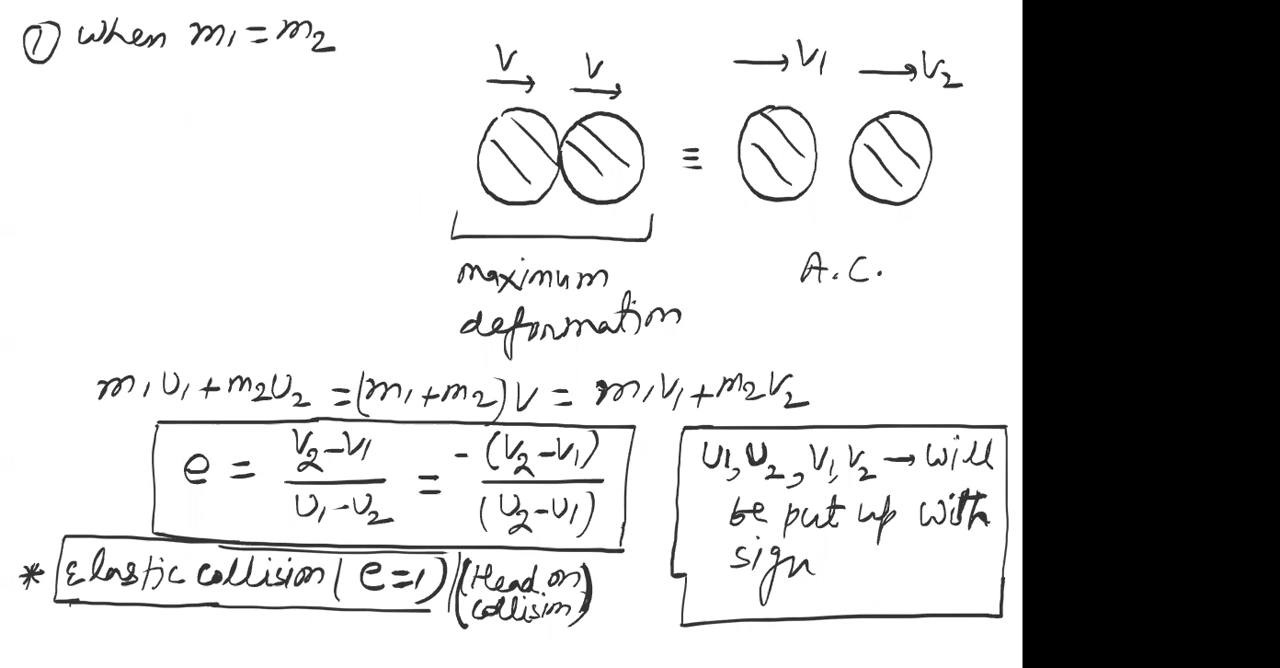 ① When m1 = m2
V V → V1 → V2
≡
maximum
deformation
A.C.
m1U1 + m2U2 = (m1 + m2) V = m1V1 + m2V2
e = (V2 - V1) / (U1 - U2) = -(V2 - V1) / (U2 - U1)
U1, U2, V1, V2 → will
be put up with
sign
* Elastic collision (e = 1) (Head on
collision)